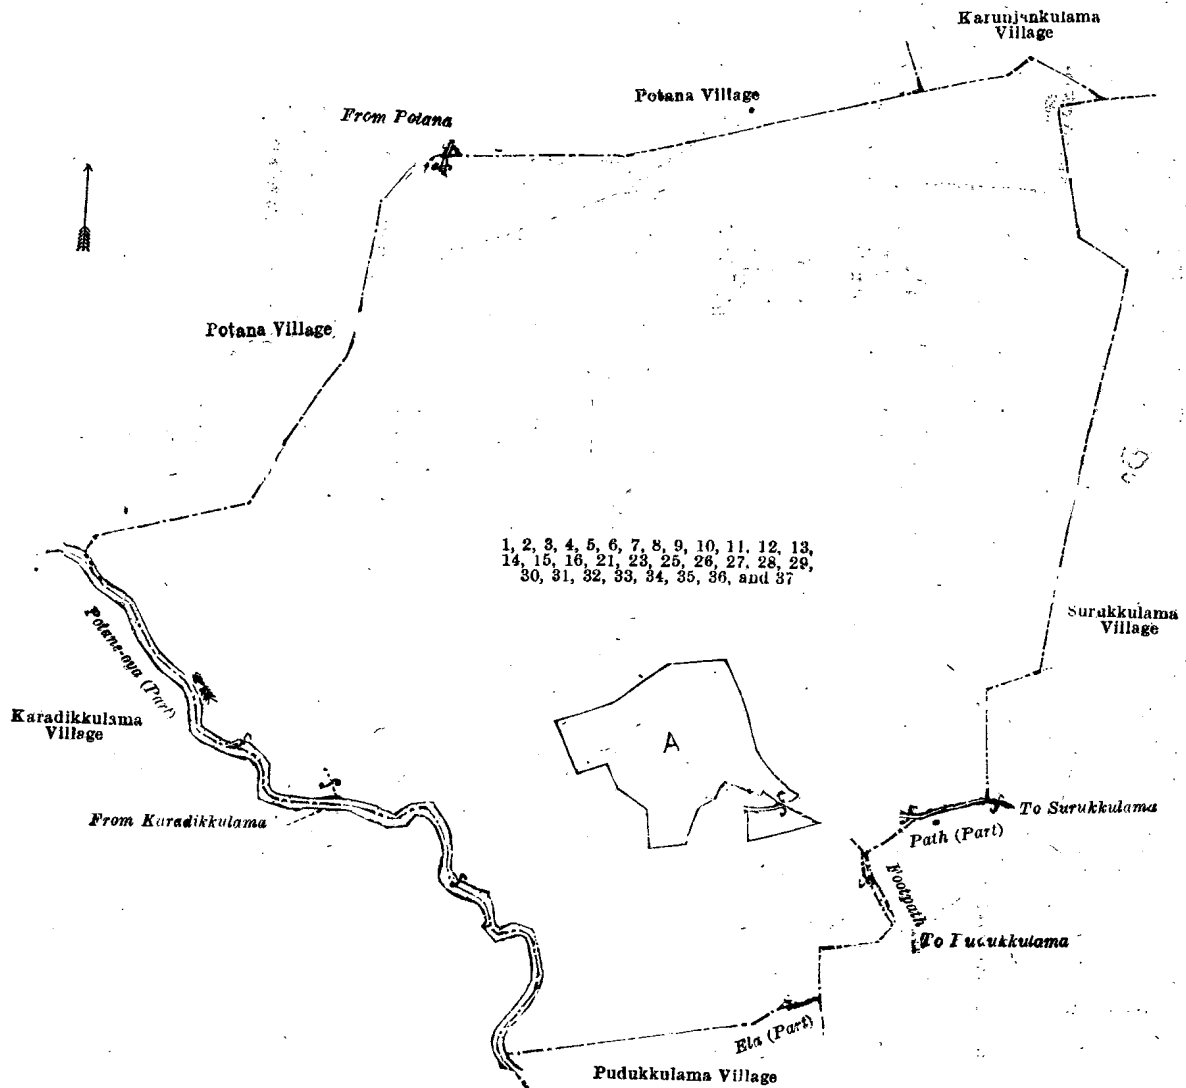 Karunjankulama
Village
Potana Village
From Potana
Potana Village
1, 2, 3, 4, 5, 6, 7, 8, 9, 10, 11, 12, 13,
14, 15, 16, 21, 23, 25, 26, 27, 28, 29,
30, 31, 32, 33, 34, 35, 36, and 37
Surukkulama
Village
Potane-oya (Part)
Karadikkulama
Village
A
From Karadikkulama
To Surukkulama
Path (Part)
Footpath
To Pudukkulama
Ela (Part)
Pudukkulama Village